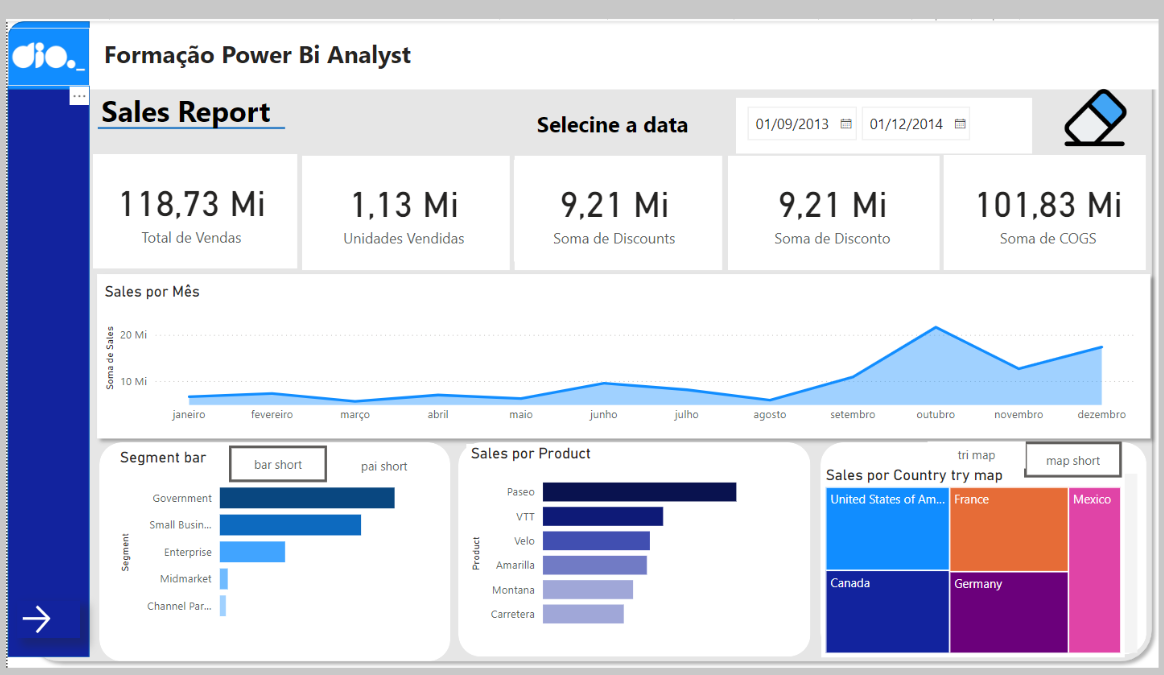 dio._
Formação Power Bi Analyst
...
Sales Report
Selecine a data
01/09/2013
01/12/2014
118,73 Mi
Total de Vendas
1,13 Mi
Unidades Vendidas
9,21 Mi
Soma de Discounts
9,21 Mi
Soma de Disconto
101,83 Mi
Soma de COGS
Sales por Mês
Soma de Sales
20 Mi
10 Mi
janeiro
fevereiro
março
abril
maio
junho
julho
agosto
setembro
outubro
novembro
dezembro
Segment bar
bar short
pai short
Segment
Government
Small Busin...
Enterprise
Midmarket
Channel Par...
Sales por Product
Product
Paseo
VTT
Velo
Amarilla
Montana
Carretera
tri map
map short
Sales por Country try map
United States of Am...
France
Mexico
Canada
Germany